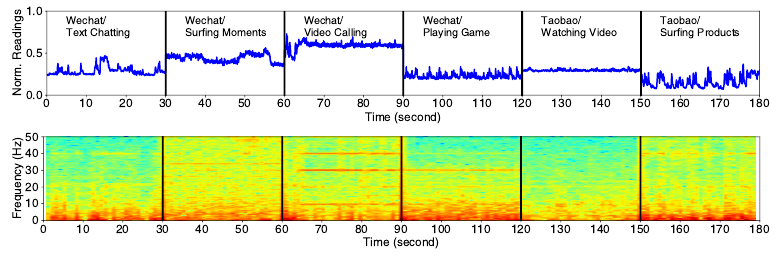 Wechat/ Wechat/ Wechat/ Wechat/ Taobao/ Taobao/
Text Chatting Surfing Moments Video Calling Playing Game Watching Video Surfing Products
Norm. Readings
1.0
0.5
0.0
0 10 20 30 40 50 60 70 80 90 100 110 120 130 140 150 160 170 180
Time (second)
Frequency (Hz)
50
40
30
20
10
0
0 10 20 30 40 50 60 70 80 90 100 110 120 130 140 150 160 170 180
Time (second)